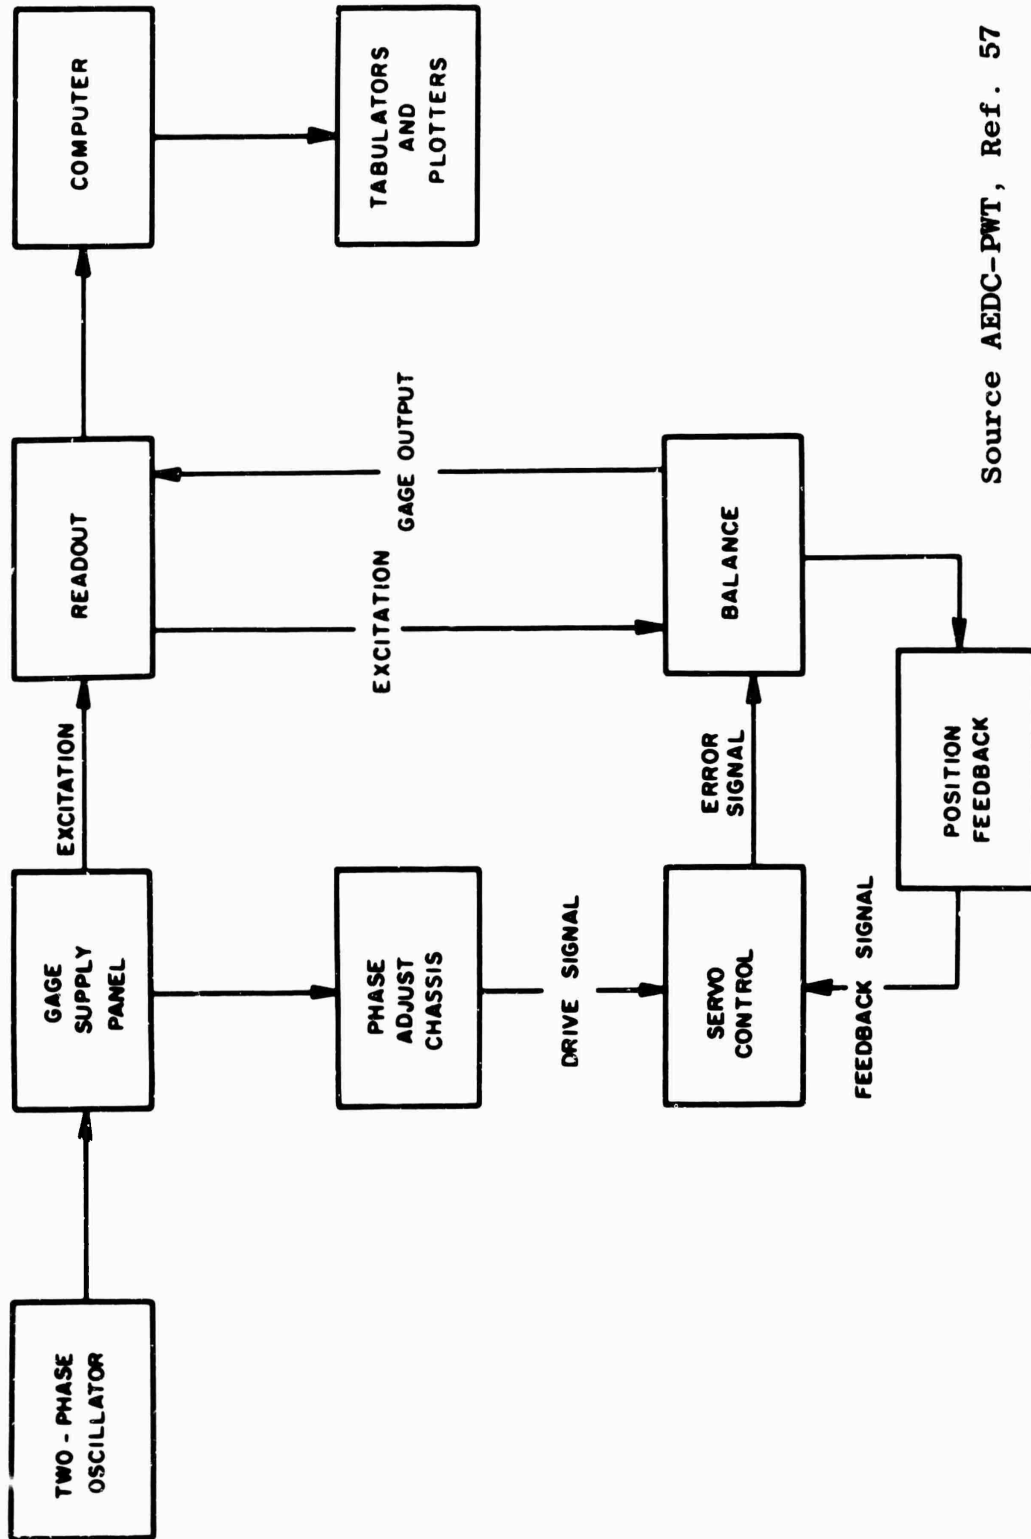 TWO-PHASE
OSCILLATOR
GAGE
SUPPLY
PANEL
EXCITATION
READOUT
COMPUTER
PHASE
ADJUST
CHASSIS
EXCITATION
GAGE OUTPUT
TABULATORS
AND
PLOTTERS
DRIVE SIGNAL
SERVO
CONTROL
ERROR
SIGNAL
BALANCE
FEEDBACK SIGNAL
POSITION
FEEDBACK
Source AEDC-PWT, Ref. 57